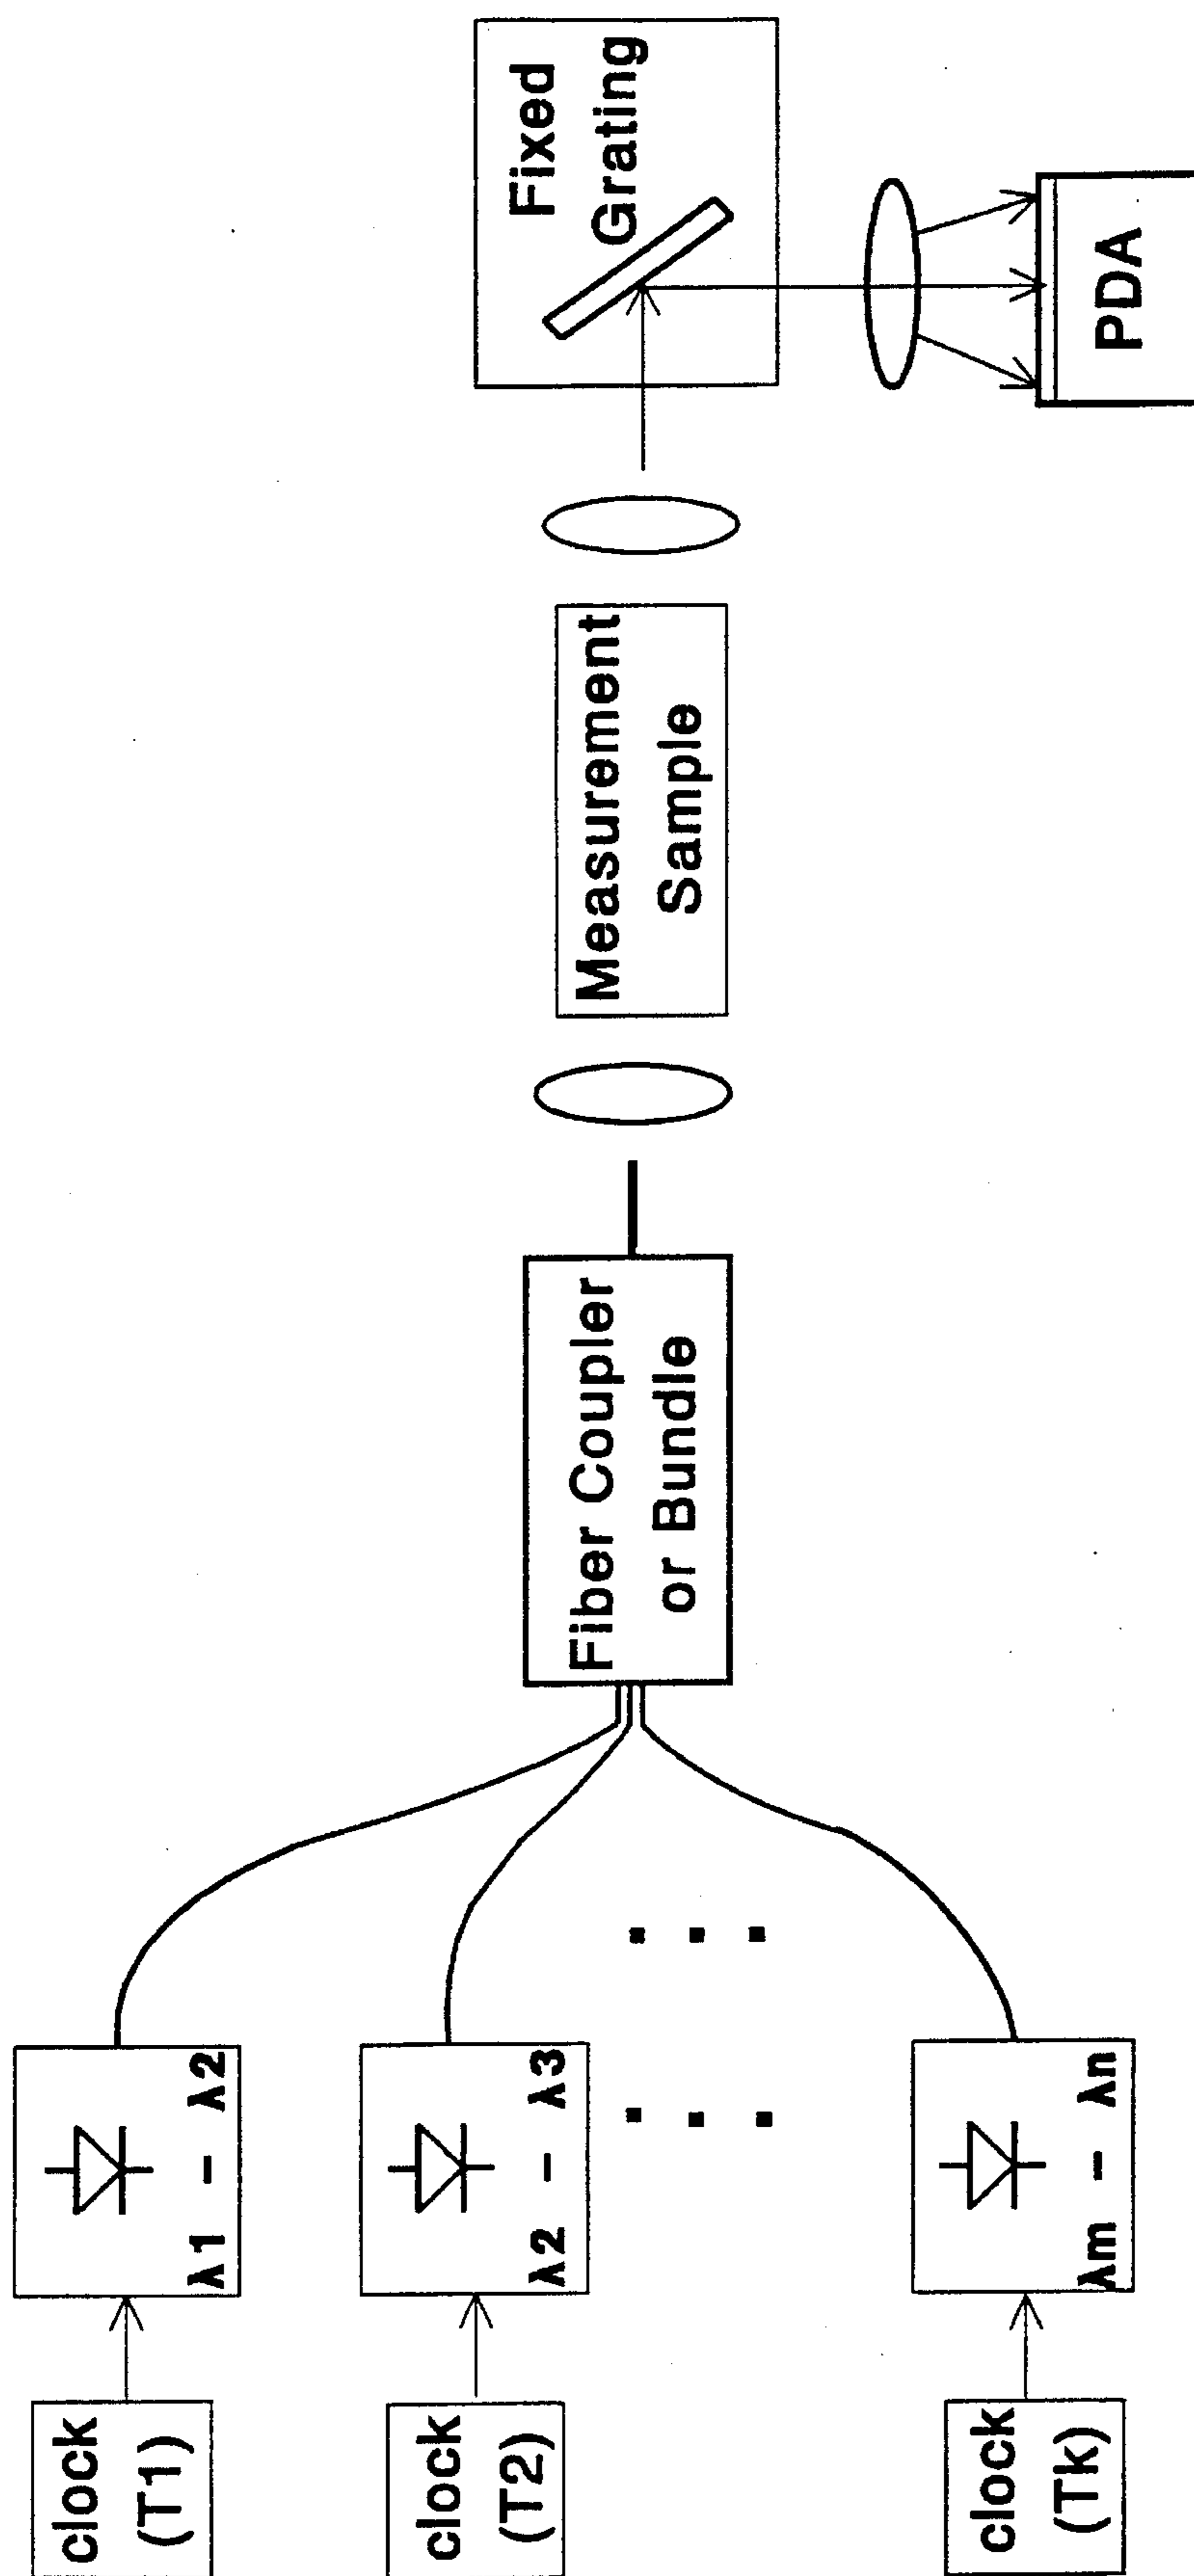 clock
(T1)
λ1 - λ2
clock
(T2)
λ2 - λ3
clock
(Tk)
λm - λn
Fiber Coupler
or Bundle
Measurement
Sample
Fixed
Grating
PDA